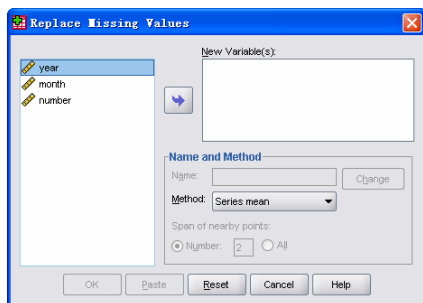 Replace Missing Values
year
month
number
New Variable(s):
Name and Method
Name:
Change
Method: Series mean
Span of nearby points:
Number: 2 All
OK Paste Reset Cancel Help